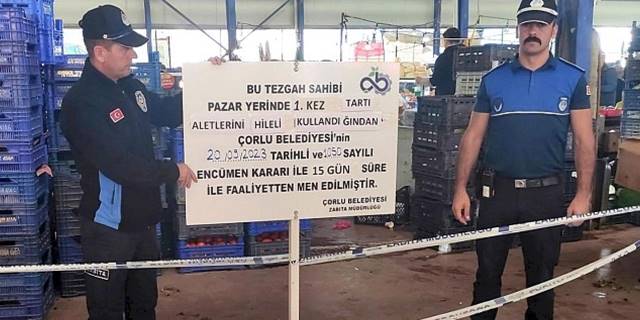 BU TEZGAH SAHİBİ
PAZAR YERİNDE 1. KEZ TARTI
ALETLERİNİ HİLELİ KULLANDIĞINDAN
ÇORLU BELEDİYESİ'nin
20/09/2023 TARİHLİ ve 1050 SAYILI
ENCÜMEN KARARI İLE 15 GÜN SÜRE
İLE FAALİYETTEN MEN EDİLMİŞTİR.
ÇORLU BELEDİYESİ
ZABITA MÜDÜRLÜĞÜ
ZABITA